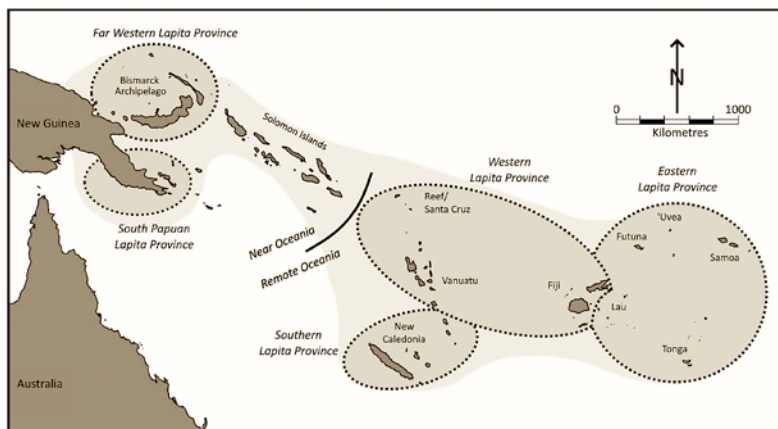 Far Western Lapita Province
Bismarck
Archipelago
New Guinea
Solomon Islands
N
0
1000
Kilometres
South Papuan
Lapita Province
Near Oceania
Remote Oceania
Western
Lapita Province
Eastern
Lapita Province
Reef/
Santa Cruz
'Uvea
Futuna
Samoa
Vanuatu
Fiji
Lau
Southern
Lapita Province
New
Caledonia
Tonga
Australia